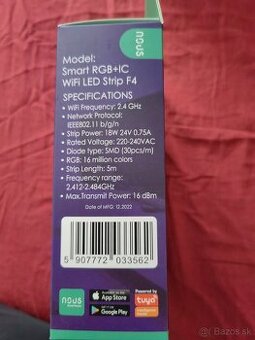 nous
Model:
Smart RGB+IC
WiFi LED Strip F4
SPECIFICATIONS
• WiFi Frequency: 2.4 GHz
• Network Protocol:
IEEE802.11 b/g/n
• Strip Power: 18W 24V 0.75A
• Rated Voltage: 220-240VAC
• Diode type: SMD (30pcs/m)
• RGB: 16 million colors
• Strip Length: 5m
• Frequency range:
2.412-2.484GHz
• Max.Transmit Power: 16 dBm
Date of MFG: 12.2022
5 907772 033562
nous
App Store
Google Play
Powered by
tuya
bazos.sk